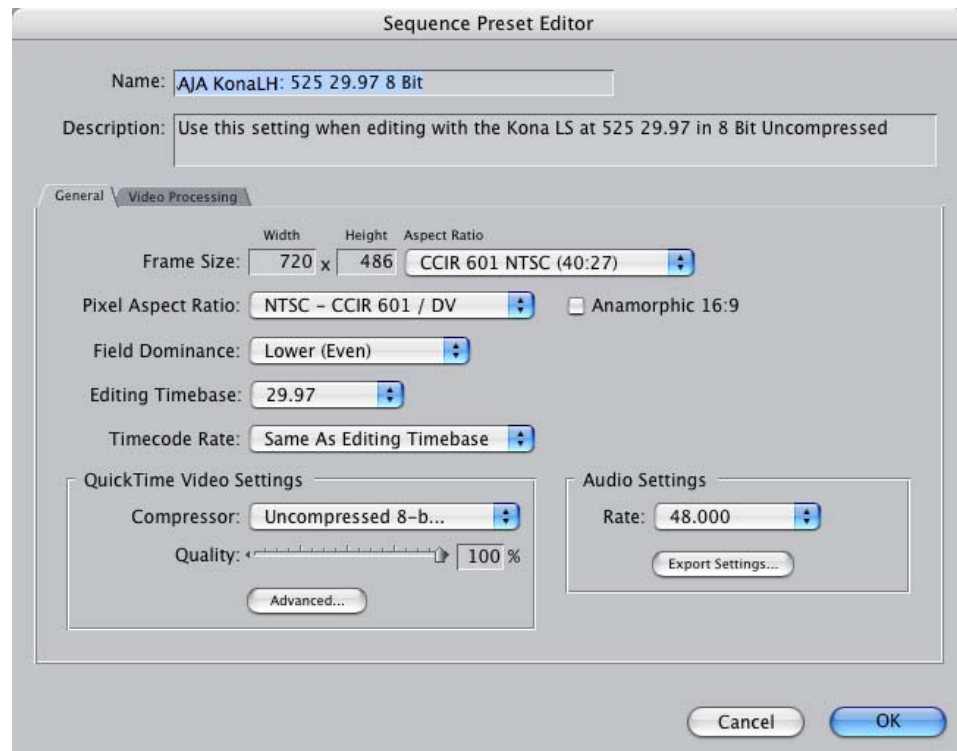 Sequence Preset Editor
Name: AJA KonaLH: 525 29.97 8 Bit
Description: Use this setting when editing with the Kona LS at 525 29.97 in 8 Bit Uncompressed
General Video Processing
Width Height Aspect Ratio
Frame Size: 720 x 486 CCIR 601 NTSC (40:27)
Pixel Aspect Ratio: NTSC – CCIR 601 / DV Anamorphic 16:9
Field Dominance: Lower (Even)
Editing Timebase: 29.97
Timecode Rate: Same As Editing Timebase
QuickTime Video Settings Audio Settings
Compressor: Uncompressed 8-b... Rate: 48.000
Quality: 100 % Export Settings...
Advanced...
Cancel OK